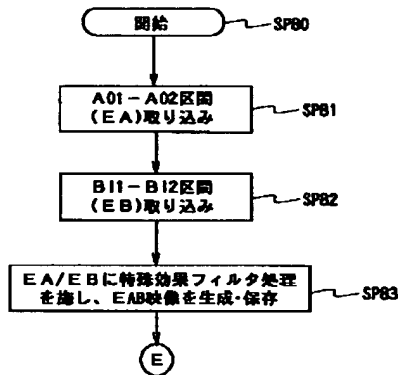 開始
SP80
A01-A02区間
(EA)取り込み
SP81
BI1-BI2区間
(EB)取り込み
SP82
EA/EBに特殊効果フィルタ処理
を施し、EAB映像を生成・保存
SP83
E